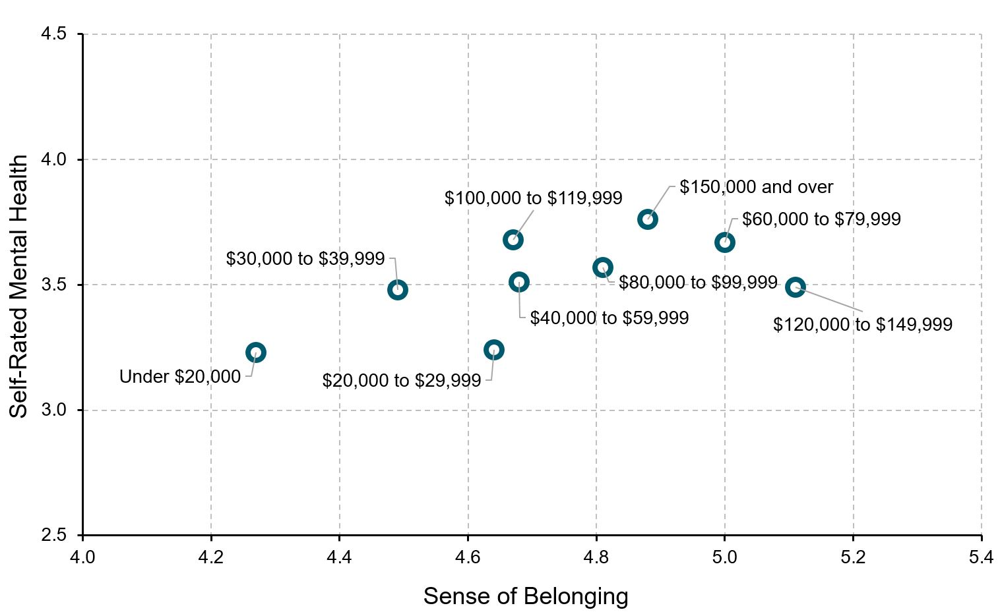 4.5
4.0
3.5
3.0
2.5
Self-Rated Mental Health
$150,000 and over
$100,000 to $119,999
$60,000 to $79,999
$30,000 to $39,999
$80,000 to $99,999
$40,000 to $59,999
$120,000 to $149,999
Under $20,000
$20,000 to $29,999
4.0 4.2 4.4 4.6 4.8 5.0 5.2 5.4
Sense of Belonging